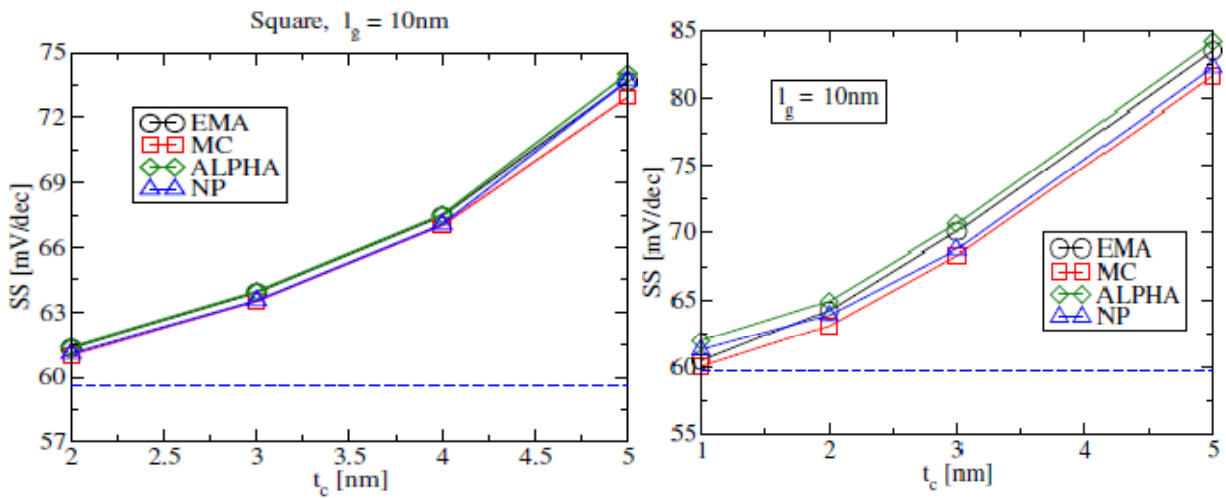 Square, l_g = 10nm
75
72
69
66
63
60
57
SS [mV/dec]
EMA
MC
ALPHA
NP
2
2.5
3
3.5
4
4.5
5
t_c [nm]
85
80
75
70
65
60
55
SS [mV/dec]
l_g = 10nm
EMA
MC
ALPHA
NP
1
2
3
4
5
t_c [nm]